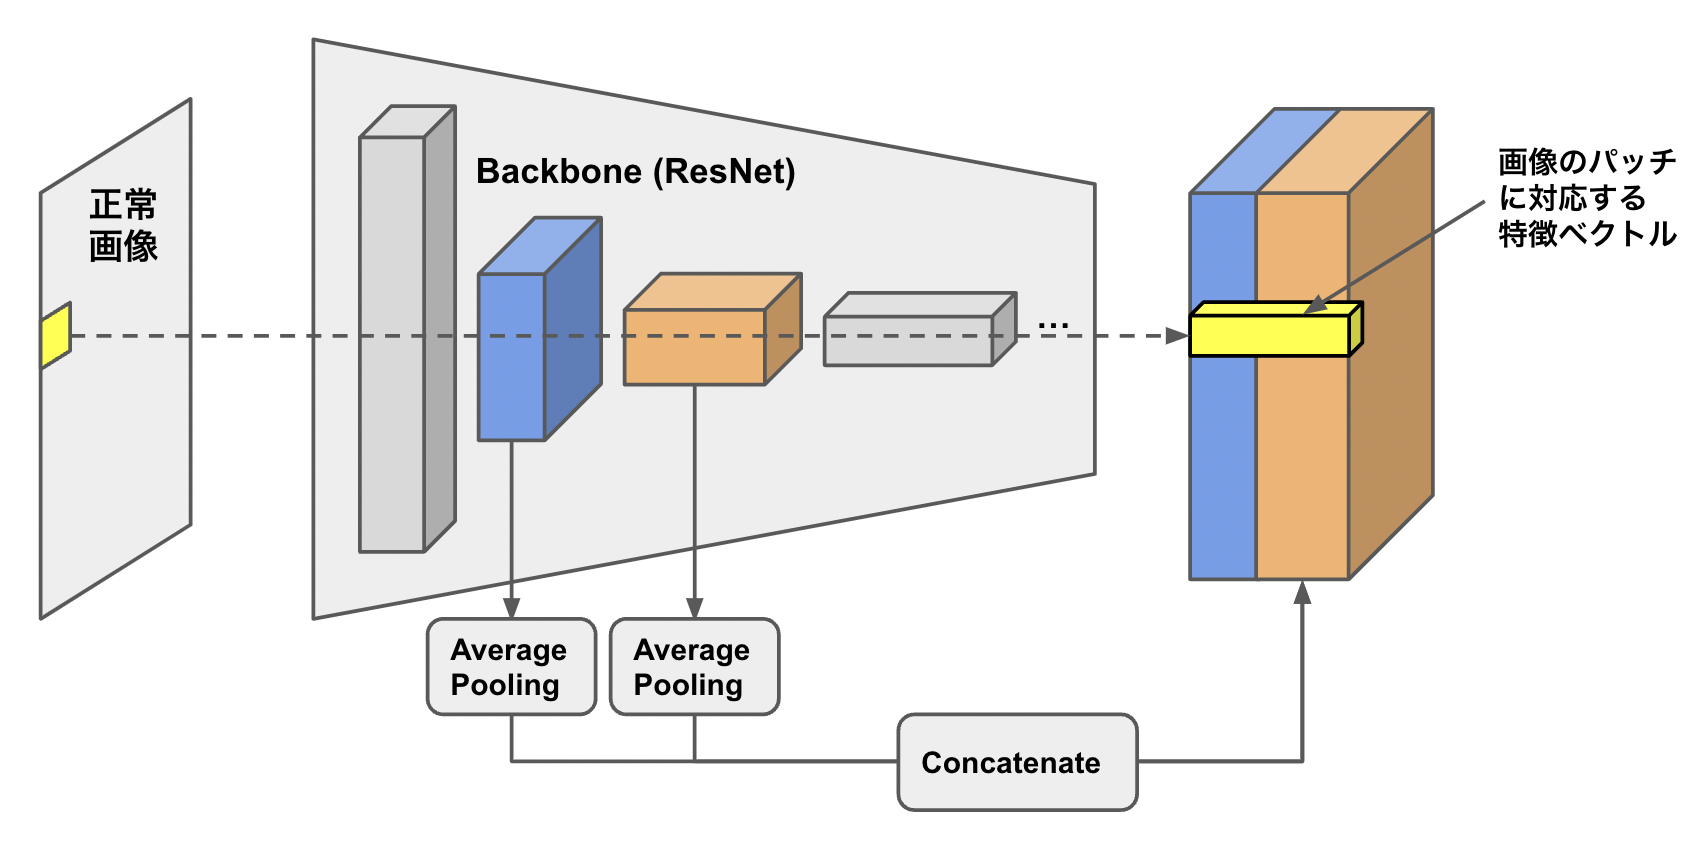 正常
画像
Backbone (ResNet)
...
画像のパッチ
に対応する
特徴ベクトル
Average
Pooling
Average
Pooling
Concatenate